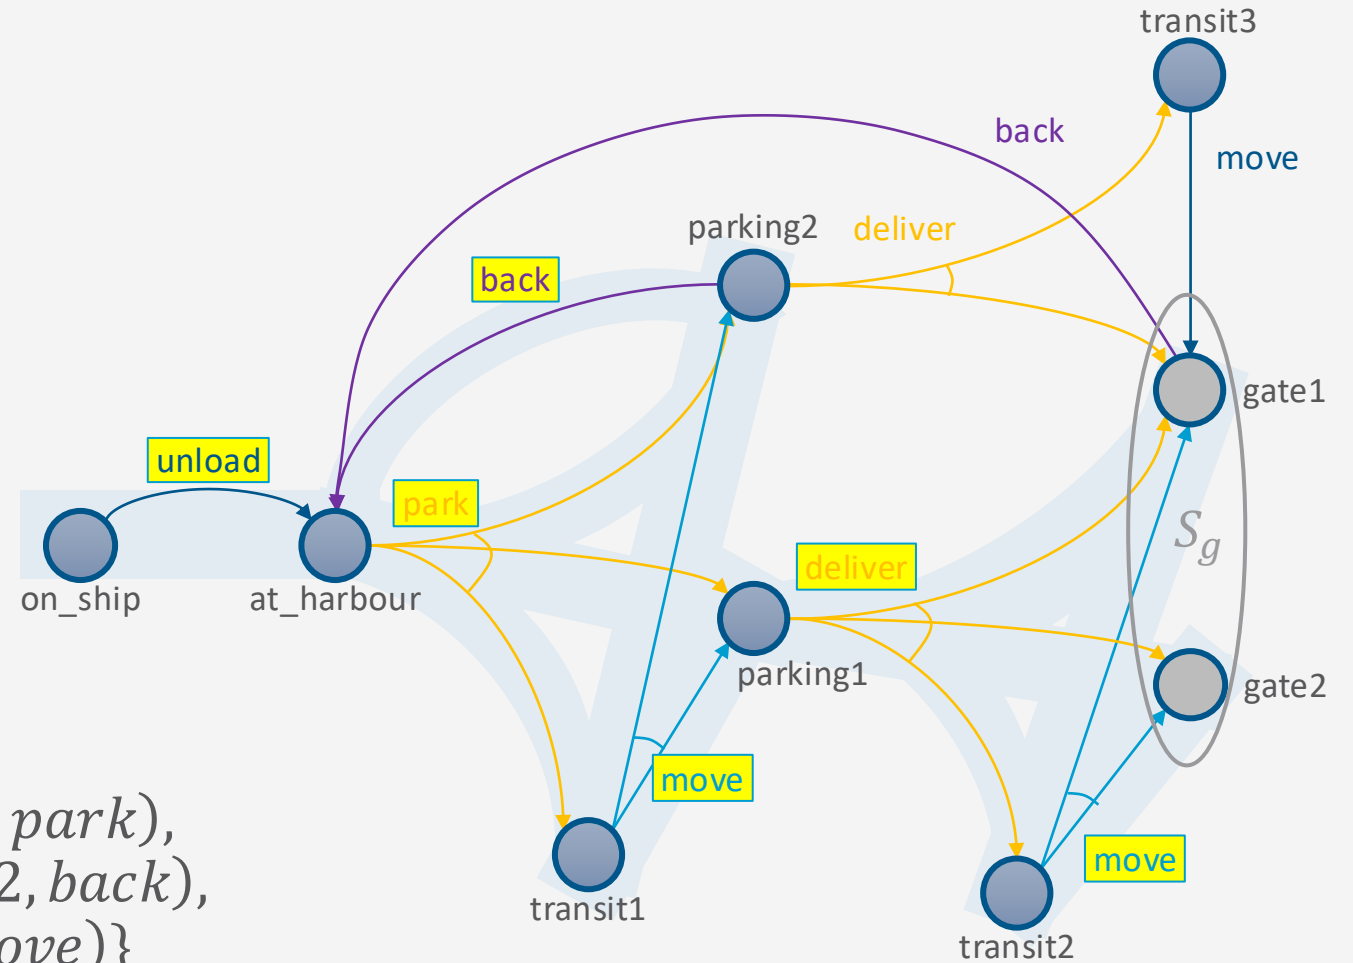 transit3
back
move
parking2
deliver
back
gate1
unload
park
S_g
deliver
on_ship
at_harbour
parking1
gate2
move
park),
2, back),
move
ove)}
transit1
transit2